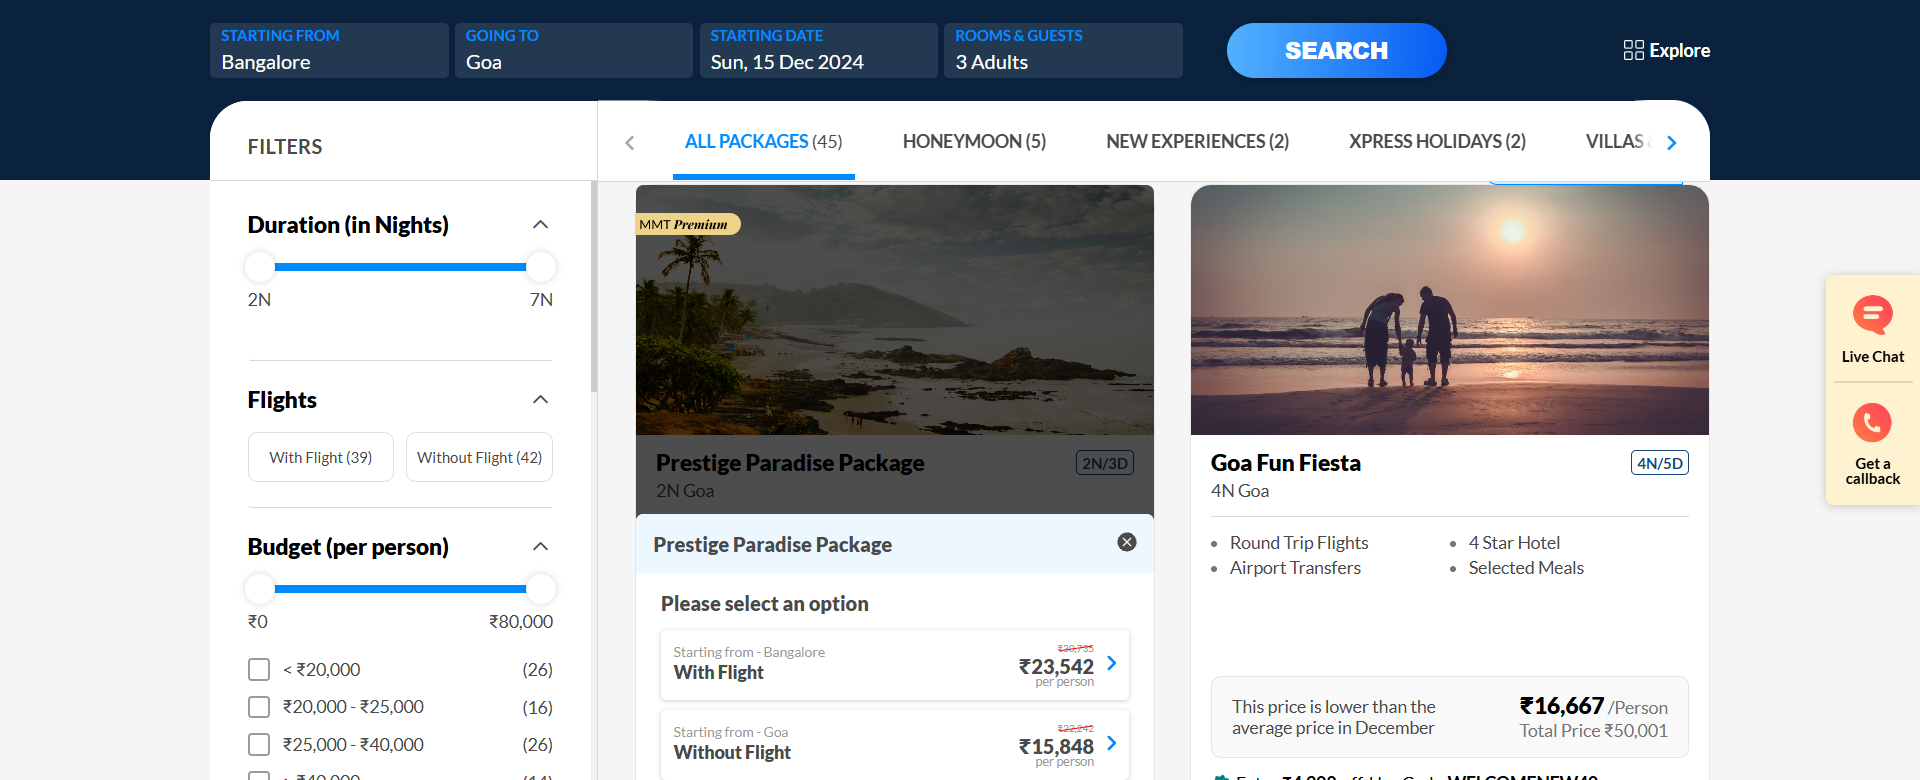 STARTING FROM
Bangalore
GOING TO
Goa
STARTING DATE
Sun, 15 Dec 2024
ROOMS & GUESTS
3 Adults
SEARCH
Explore
FILTERS
ALL PACKAGES (45)
HONEYMOON (5)
NEW EXPERIENCES (2)
XPRESS HOLIDAYS (2)
VILLAS
Duration (in Nights)
2N
7N
Flights
With Flight (39)
Without Flight (42)
Budget (per person)
₹0
₹80,000
< ₹20,000 (26)
₹20,000 - ₹25,000 (16)
₹25,000 - ₹40,000 (26)
MMT Premium
Prestige Paradise Package
2N/3D
2N Goa
Prestige Paradise Package
Please select an option
Starting from - Bangalore
With Flight
₹30,735
₹23,542
per person
Starting from - Goa
Without Flight
₹22,242
₹15,848
per person
Goa Fun Fiesta
4N/5D
4N Goa
Round Trip Flights
4 Star Hotel
Airport Transfers
Selected Meals
This price is lower than the
average price in December
₹16,667 /Person
Total Price ₹50,001
Live Chat
Get a
callback